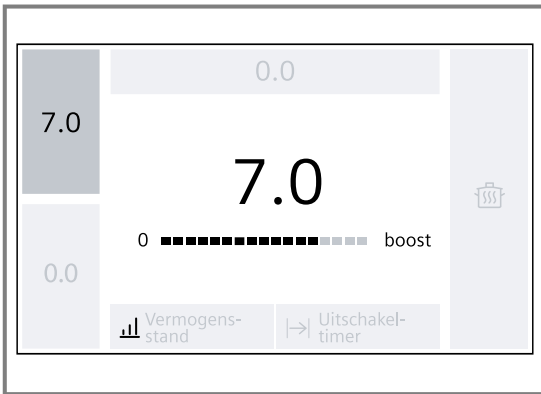 0.0
7.0
7.0
0 boost
0.0
Vermogens-
stand
Uitschakel-
timer